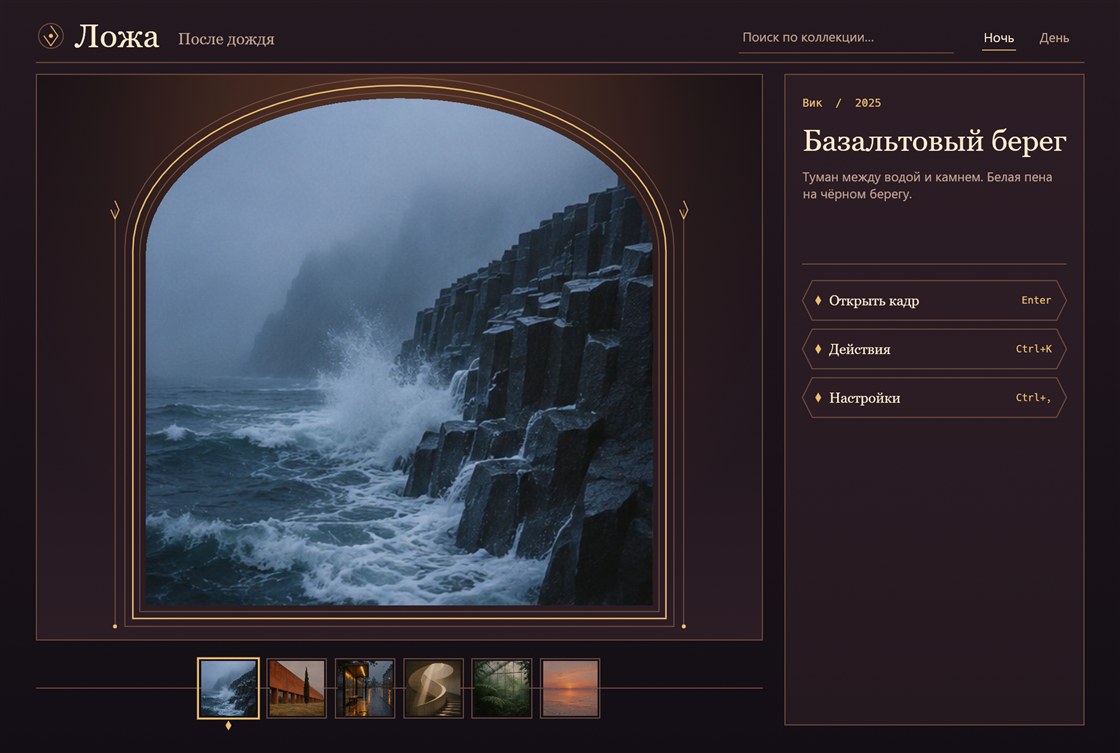 Ложа
После дождя
Поиск по коллекции...
Ночь
День
Вик / 2025
Базальтовый берег
Туман между водой и камнем. Белая пена
на чёрном берегу.
Открыть кадр
Enter
Действия
Ctrl+K
Настройки
Ctrl+,